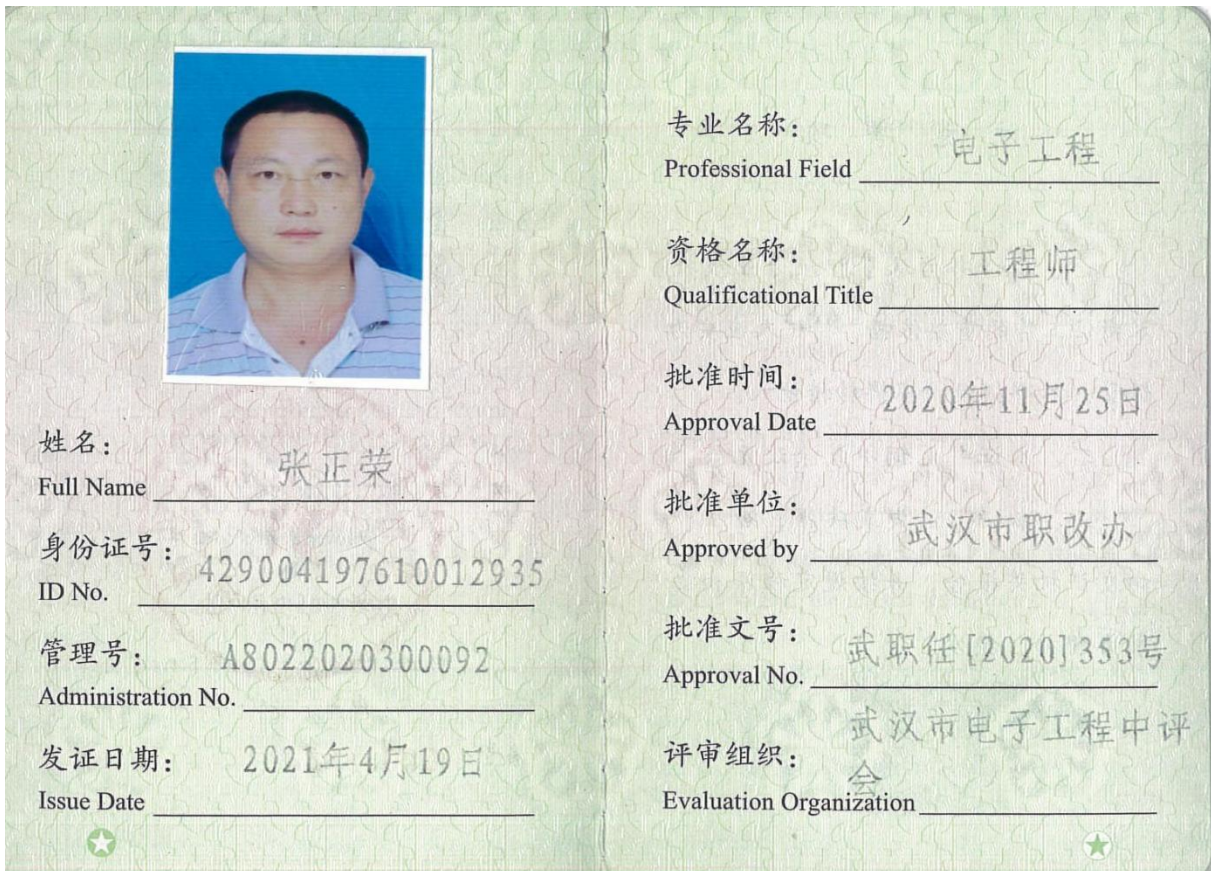 姓名：
张正荣
Full Name
身份证号：
429004197610012935
ID No.
管理号：
A8022020300092
Administration No.
发证日期：
2021年4月19日
Issue Date
专业名称：
电子工程
Professional Field
资格名称：
工程师
Qualificational Title
批准时间：
2020年11月25日
Approval Date
批准单位：
武汉市职改办
Approved by
批准文号：
武职任[2020]353号
Approval No.
武汉市电子工程中评
评审组织：
会
Evaluation Organization